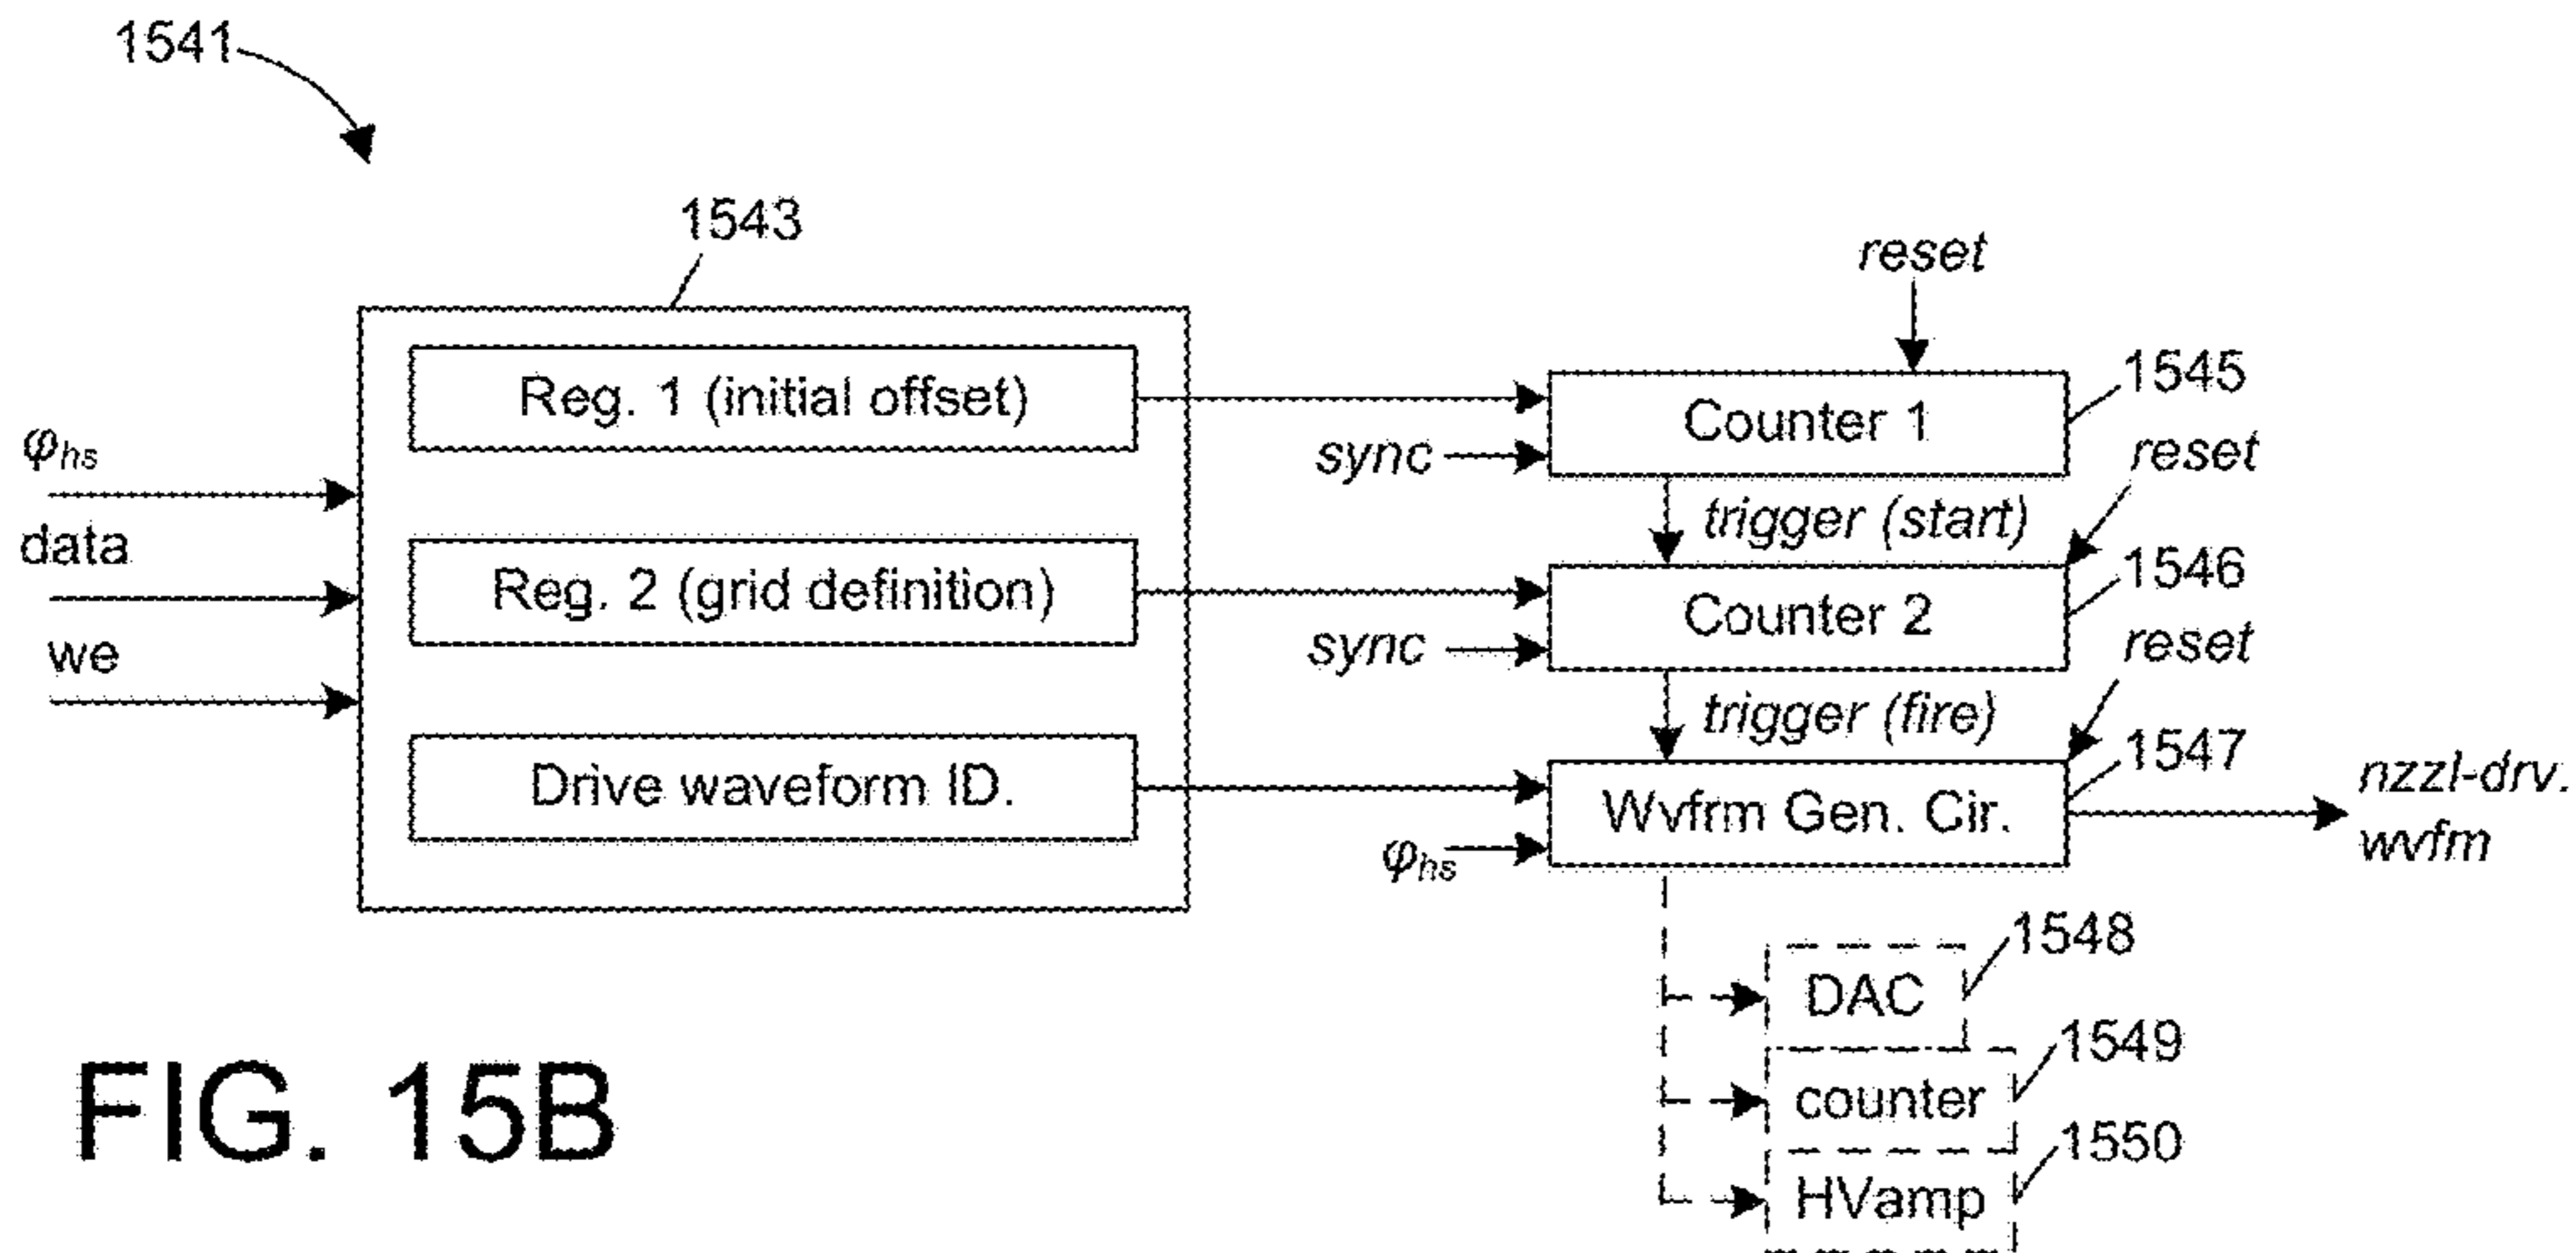 1541
1543
reset
Reg. 1 (initial offset)
Counter 1
1545
φhs
sync
reset
data
trigger (start)
Reg. 2 (grid definition)
Counter 2
1546
we
sync
reset
trigger (fire)
Drive waveform ID.
Wvfrm Gen. Cir.
1547
nzzl-drv.
wvfm
φhs
1548
DAC
1549
counter
1550
HVamp
FIG. 15B